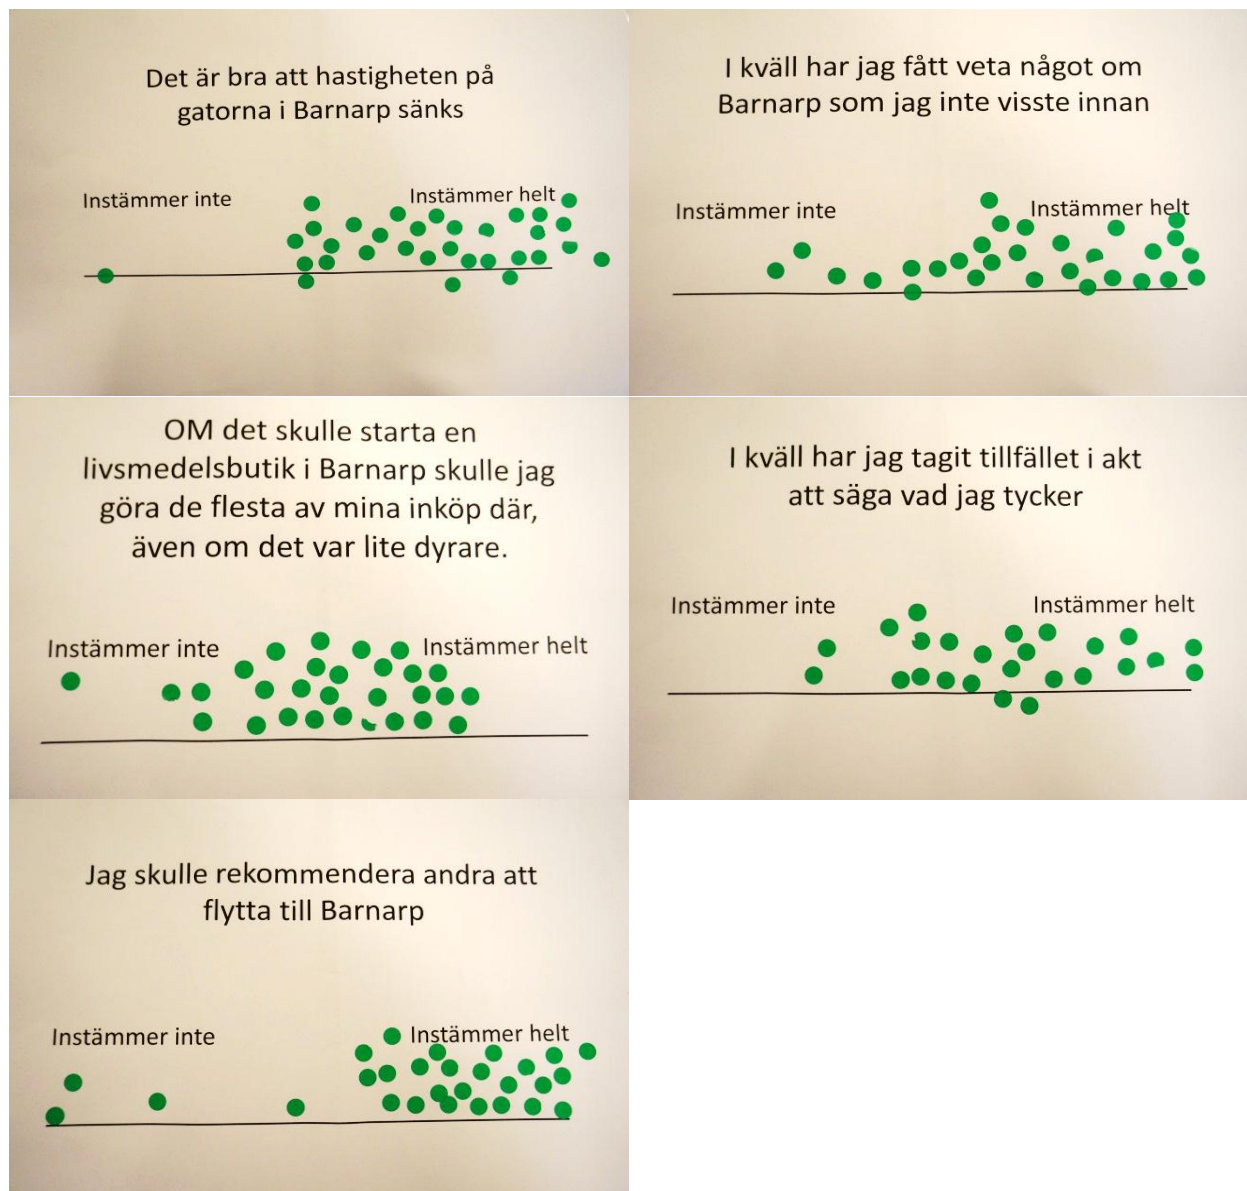 Det är bra att hastigheten på
gatorna i Barnarp sänks
Instämmer inte
Instämmer helt
I kväll har jag fått veta något om
Barnarp som jag inte visste innan
Instämmer inte
Instämmer helt
OM det skulle starta en
livsmedelsbutik i Barnarp skulle jag
göra de flesta av mina inköp där,
även om det var lite dyrare.
Instämmer inte
Instämmer helt
I kväll har jag tagit tillfället i akt
att säga vad jag tycker
Instämmer inte
Instämmer helt
Jag skulle rekommendera andra att
flytta till Barnarp
Instämmer inte
Instämmer helt